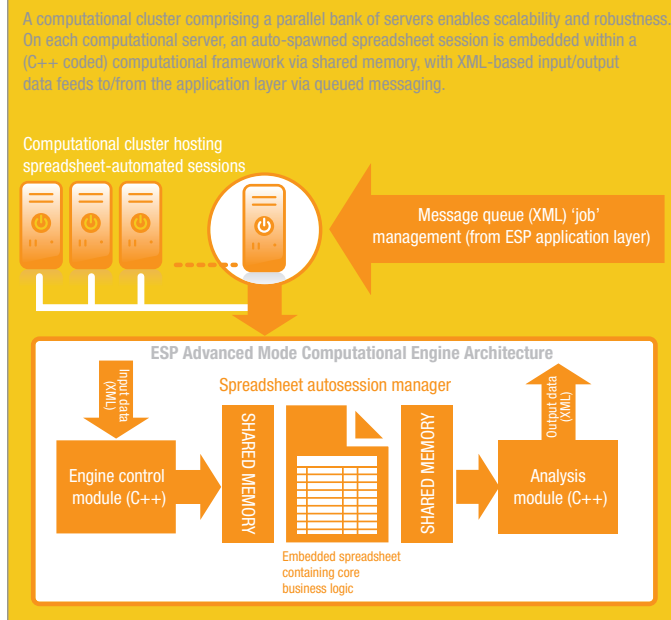 A computational cluster comprising a parallel bank of servers enables scalability and robustness.
On each computational server, an auto-spawned spreadsheet session is embedded within a
(C++ coded) computational framework via shared memory, with XML-based input/output
data feeds to/from the application layer via queued messaging.
Computational cluster hosting
spreadsheet-automated sessions
Message queue (XML) ‘job’
management (from ESP application layer)
ESP Advanced Mode Computational Engine Architecture
Input data
(XML)
Spreadsheet autosession manager
Output data
(XML)
Engine control
module (C++)
SHARED MEMORY
SHARED MEMORY
Analysis
module (C++)
Embedded spreadsheet
containing core
business logic